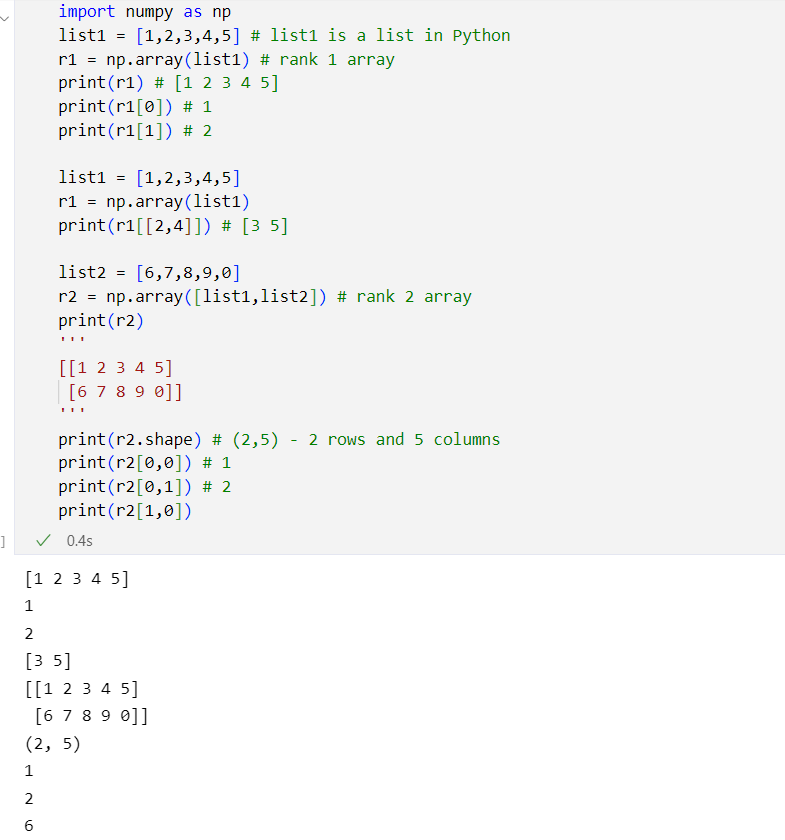 import numpy as np
list1 = [1,2,3,4,5] # list1 is a list in Python
r1 = np.array(list1) # rank 1 array
print(r1) # [1 2 3 4 5]
print(r1[0]) # 1
print(r1[1]) # 2
list1 = [1,2,3,4,5]
r1 = np.array(list1)
print(r1[[2,4]]) # [3 5]
list2 = [6,7,8,9,0]
r2 = np.array([list1,list2]) # rank 2 array
print(r2)
'''
[[1 2 3 4 5]
 [6 7 8 9 0]]
'''
print(r2.shape) # (2,5) - 2 rows and 5 columns
print(r2[0,0]) # 1
print(r2[0,1]) # 2
print(r2[1,0])
] 0.4s
[1 2 3 4 5]
1
2
[3 5]
[[1 2 3 4 5]
 [6 7 8 9 0]]
(2, 5)
1
2
6